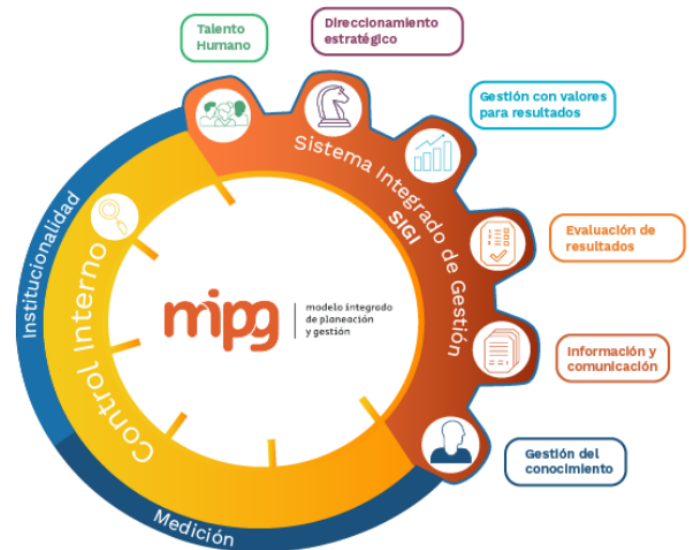 Talento
Humano
Direccionamiento
estratégico
Gestión con valores
para resultados
Evaluación de
resultados
Información y
comunicación
Gestión del
conocimiento
Sistema Integrado de Gestión
SIGI
Institucionalidad
Control Interno
Medición
mipg
modelo integrado
de planeación
y gestión